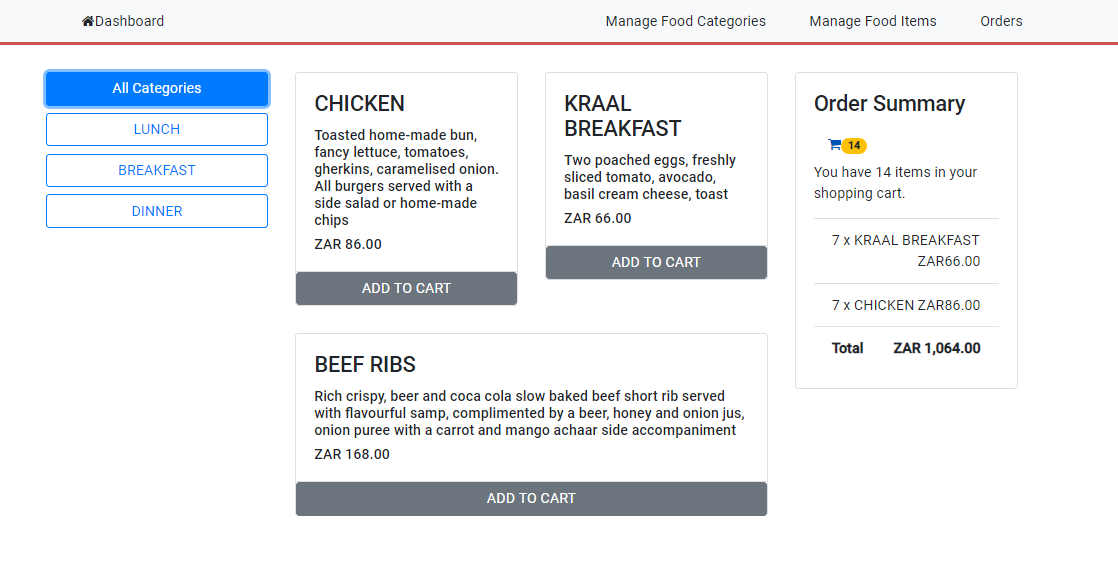 Dashboard
Manage Food Categories
Manage Food Items
Orders
All Categories
LUNCH
BREAKFAST
DINNER
CHICKEN
Toasted home-made bun,
fancy lettuce, tomatoes,
gherkins, caramelised onion.
All burgers served with a
side salad or home-made
chips
ZAR 86.00
ADD TO CART
KRAAL
BREAKFAST
Two poached eggs, freshly
sliced tomato, avocado,
basil cream cheese, toast
ZAR 66.00
ADD TO CART
BEEF RIBS
Rich crispy, beer and coca cola slow baked beef short rib served
with flavourful samp, complimented by a beer, honey and onion jus,
onion puree with a carrot and mango achaar side accompaniment
ZAR 168.00
ADD TO CART
Order Summary
14
You have 14 items in your
shopping cart.
7 x KRAAL BREAKFAST
ZAR66.00
7 x CHICKEN ZAR86.00
Total ZAR 1,064.00